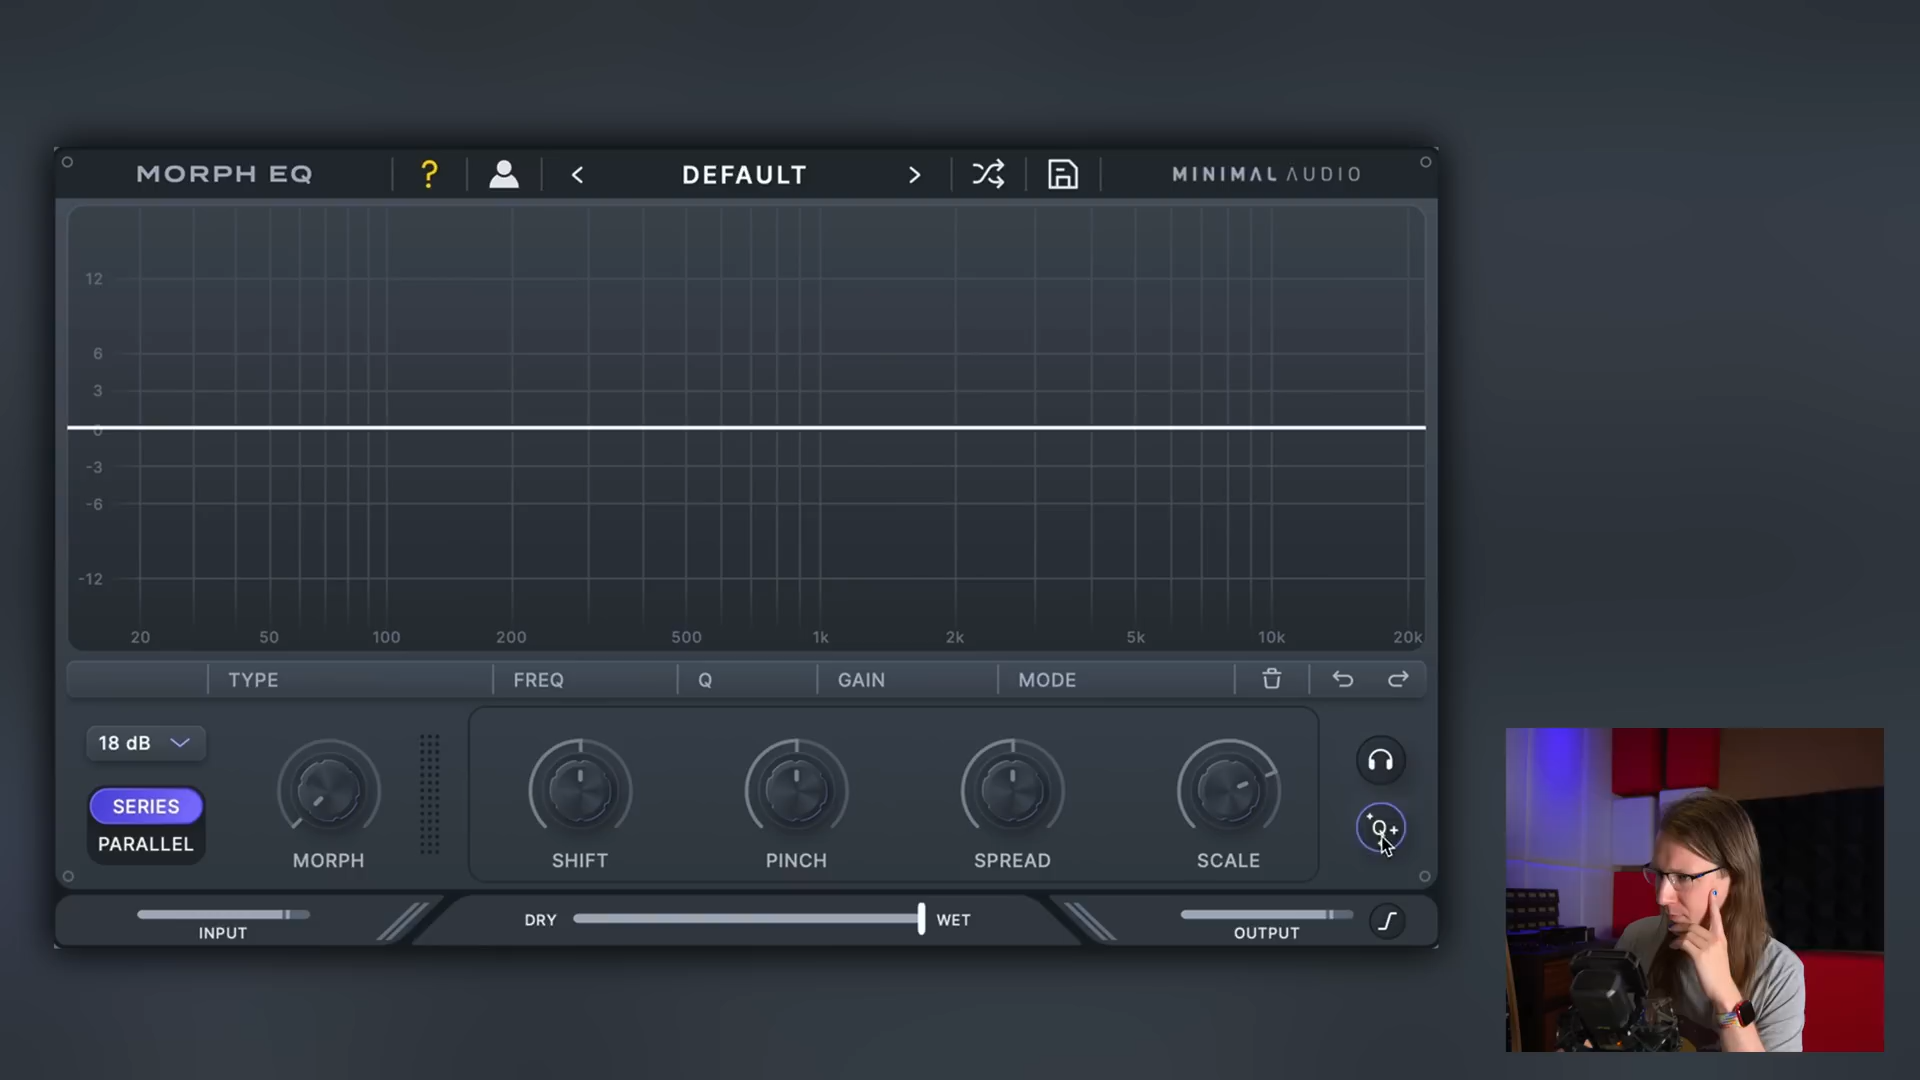 MORPH EQ
?
DEFAULT
MINIMAL AUDIO
12
6
3
0
-3
-6
-12
20 50 100 200 500 1k 2k 5k 10k 20k
TYPE FREQ Q GAIN MODE
18 dB
SERIES
PARALLEL
MORPH SHIFT PINCH SPREAD SCALE
Q
INPUT
DRY WET
OUTPUT